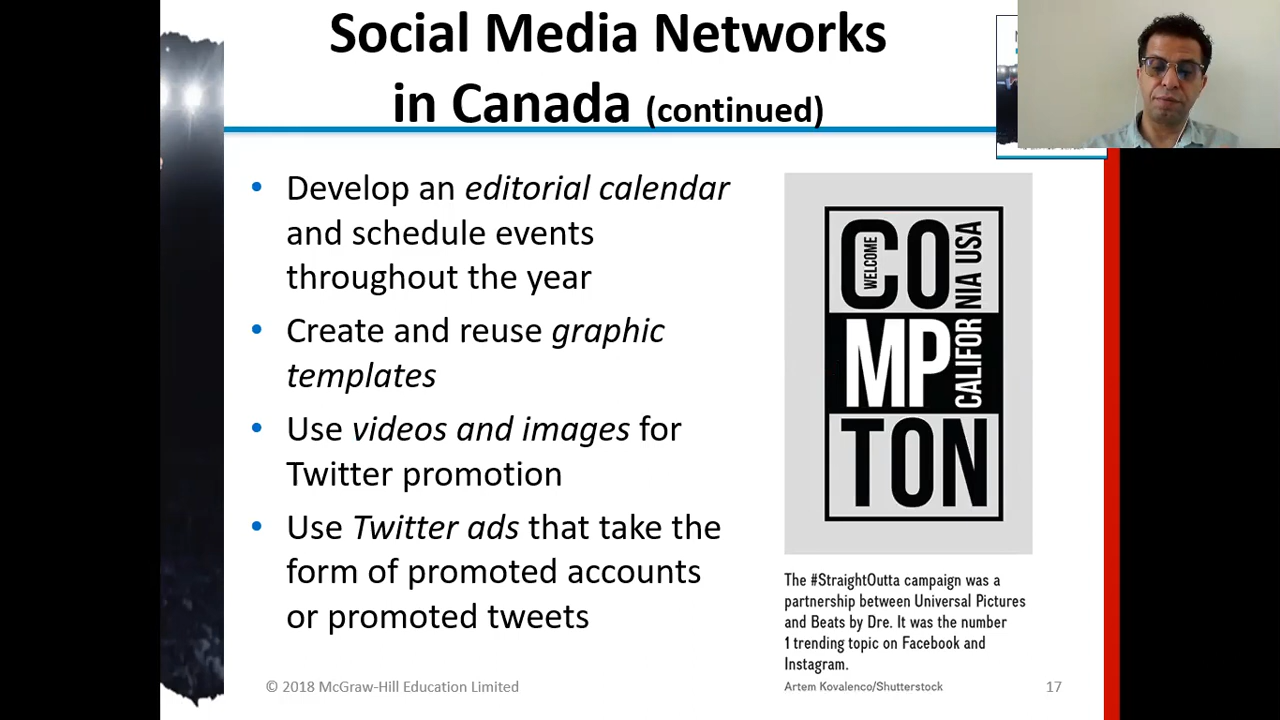 Social Media Networks
in Canada (continued)
• Develop an editorial calendar
and schedule events
throughout the year
• Create and reuse graphic
templates
• Use videos and images for
Twitter promotion
• Use Twitter ads that take the
form of promoted accounts
or promoted tweets
CO
WELCOME
MP
TON
CALIFORNIA USA
The #StraightOutta campaign was a
partnership between Universal Pictures
and Beats by Dre. It was the number
1 trending topic on Facebook and
Instagram.
Artem Kovalenco/Shutterstock
© 2018 McGraw-Hill Education Limited
17